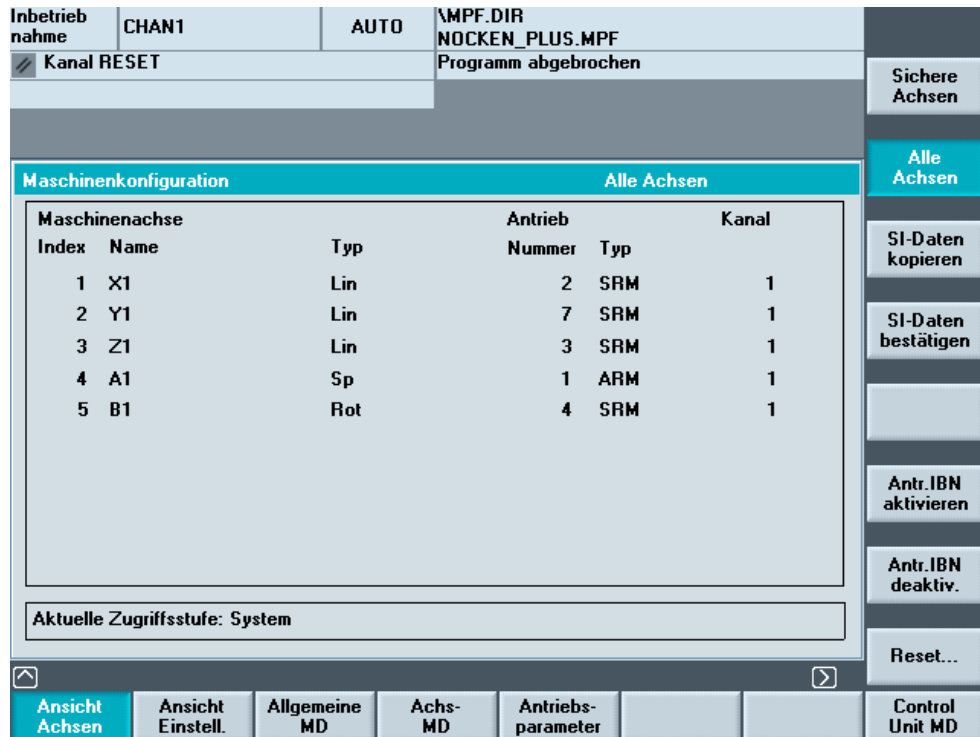 Inbetrieb
nahme
CHAN1
AUTO
\MPF.DIR
NOCKEN_PLUS.MPF
Kanal RESET
Programm abgebrochen
Maschinenkonfiguration Alle Achsen
Maschinenachse Antrieb Kanal
Index Name Typ Nummer Typ
1 X1 Lin 2 SRM 1
2 Y1 Lin 7 SRM 1
3 Z1 Lin 3 SRM 1
4 A1 Sp 1 ARM 1
5 B1 Rot 4 SRM 1
Aktuelle Zugriffsstufe: System
Sichere
Achsen
Alle
Achsen
SI-Daten
kopieren
SI-Daten
bestätigen
Antr.IBN
aktivieren
Antr.IBN
deaktiv.
Reset...
Ansicht
Achsen
Ansicht
Einstell.
Allgemeine
MD
Achs-
MD
Antriebs-
parameter
Control
Unit MD